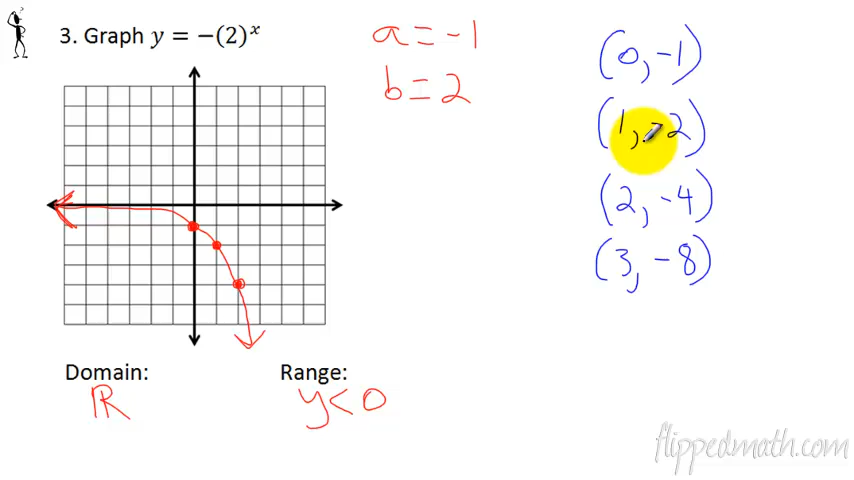 3. Graph y = −(2)^x
a = -1
b = 2
(0, -1)
(1, -2)
(2, -4)
(3, -8)
Domain:
ℝ
Range:
y < 0
flippedmath.com